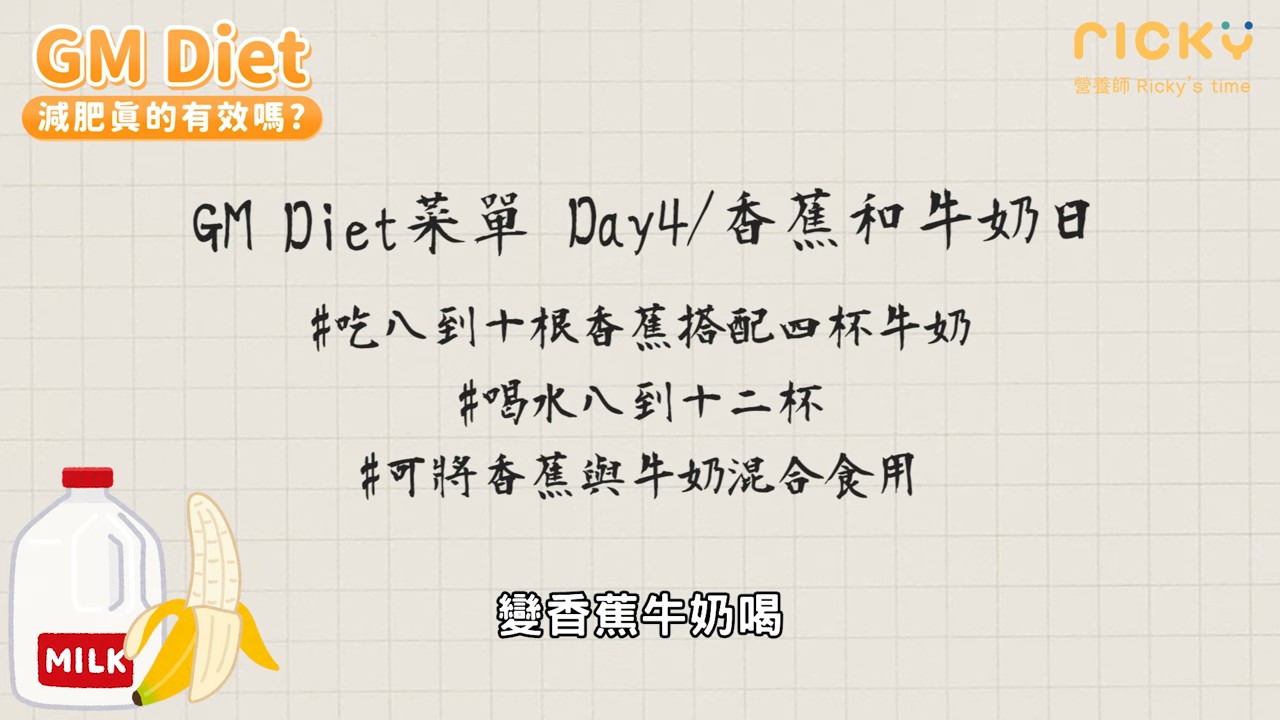 GM Diet
減肥真的有效嗎?
RICKY
營養師 Ricky's time
GM Diet菜單 Day4/香蕉和牛奶日
#吃八到十根香蕉搭配四杯牛奶
#喝水八到十二杯
#可將香蕉與牛奶混合食用
MILK
變香蕉牛奶喝